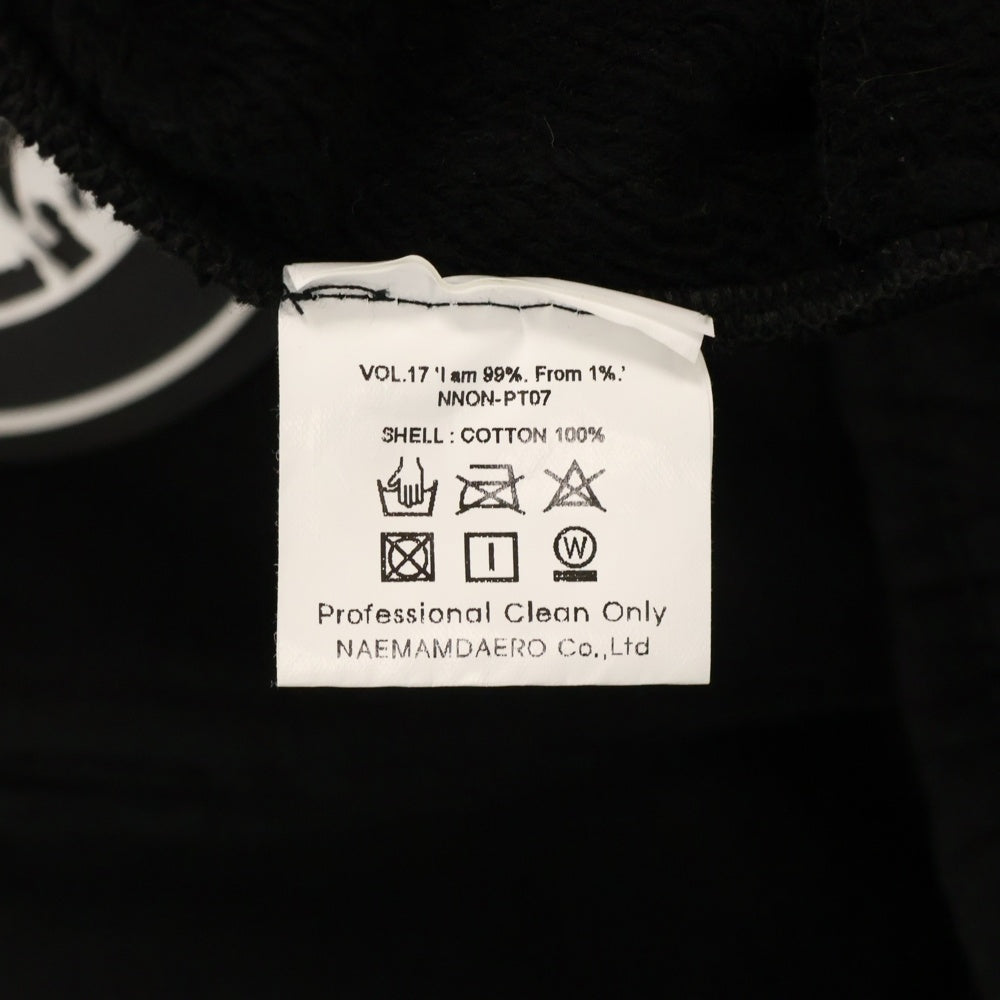 VOL.17 'I am 99%. From 1%.'
NNON-PT07
SHELL : COTTON 100%
W
Professional Clean Only
NAEMAMDAERO Co.,Ltd